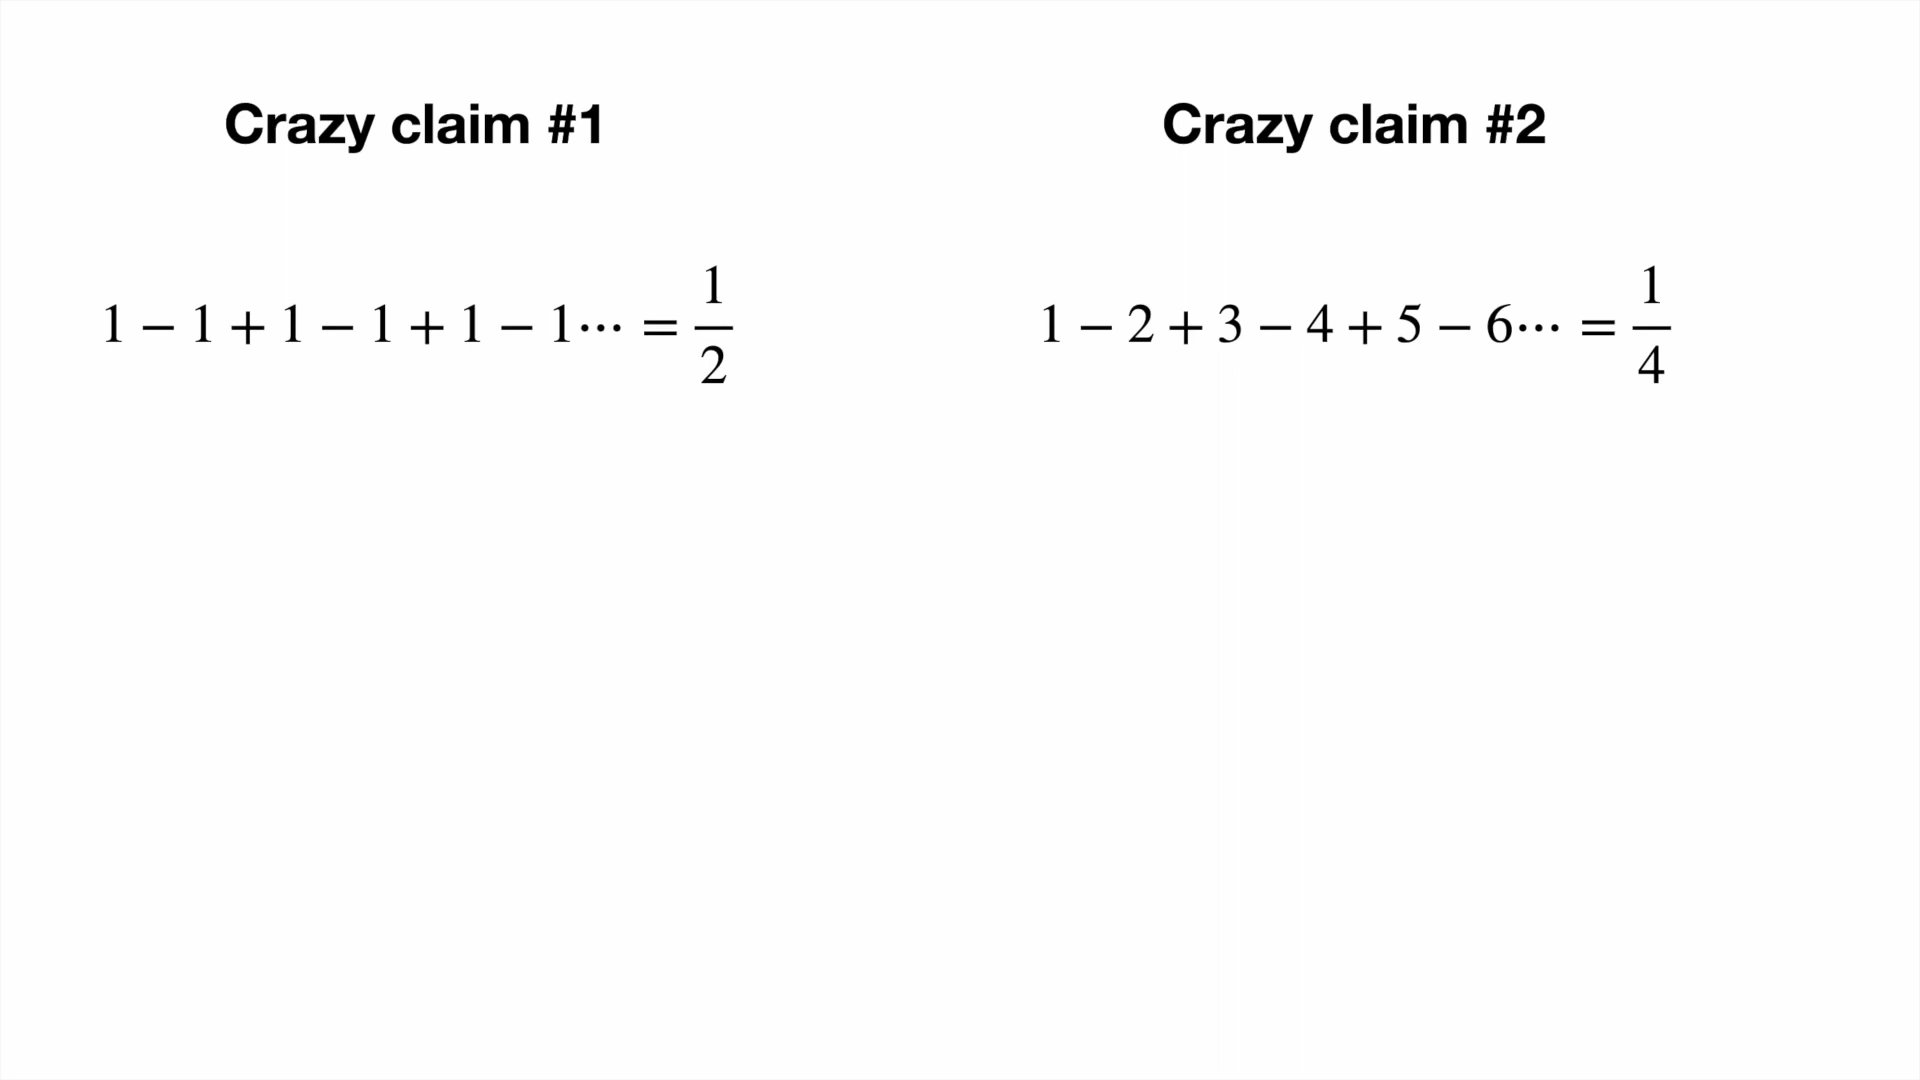 Crazy claim #1
1 − 1 + 1 − 1 + 1 − 1⋯ = 1/2
Crazy claim #2
1 − 2 + 3 − 4 + 5 − 6⋯ = 1/4